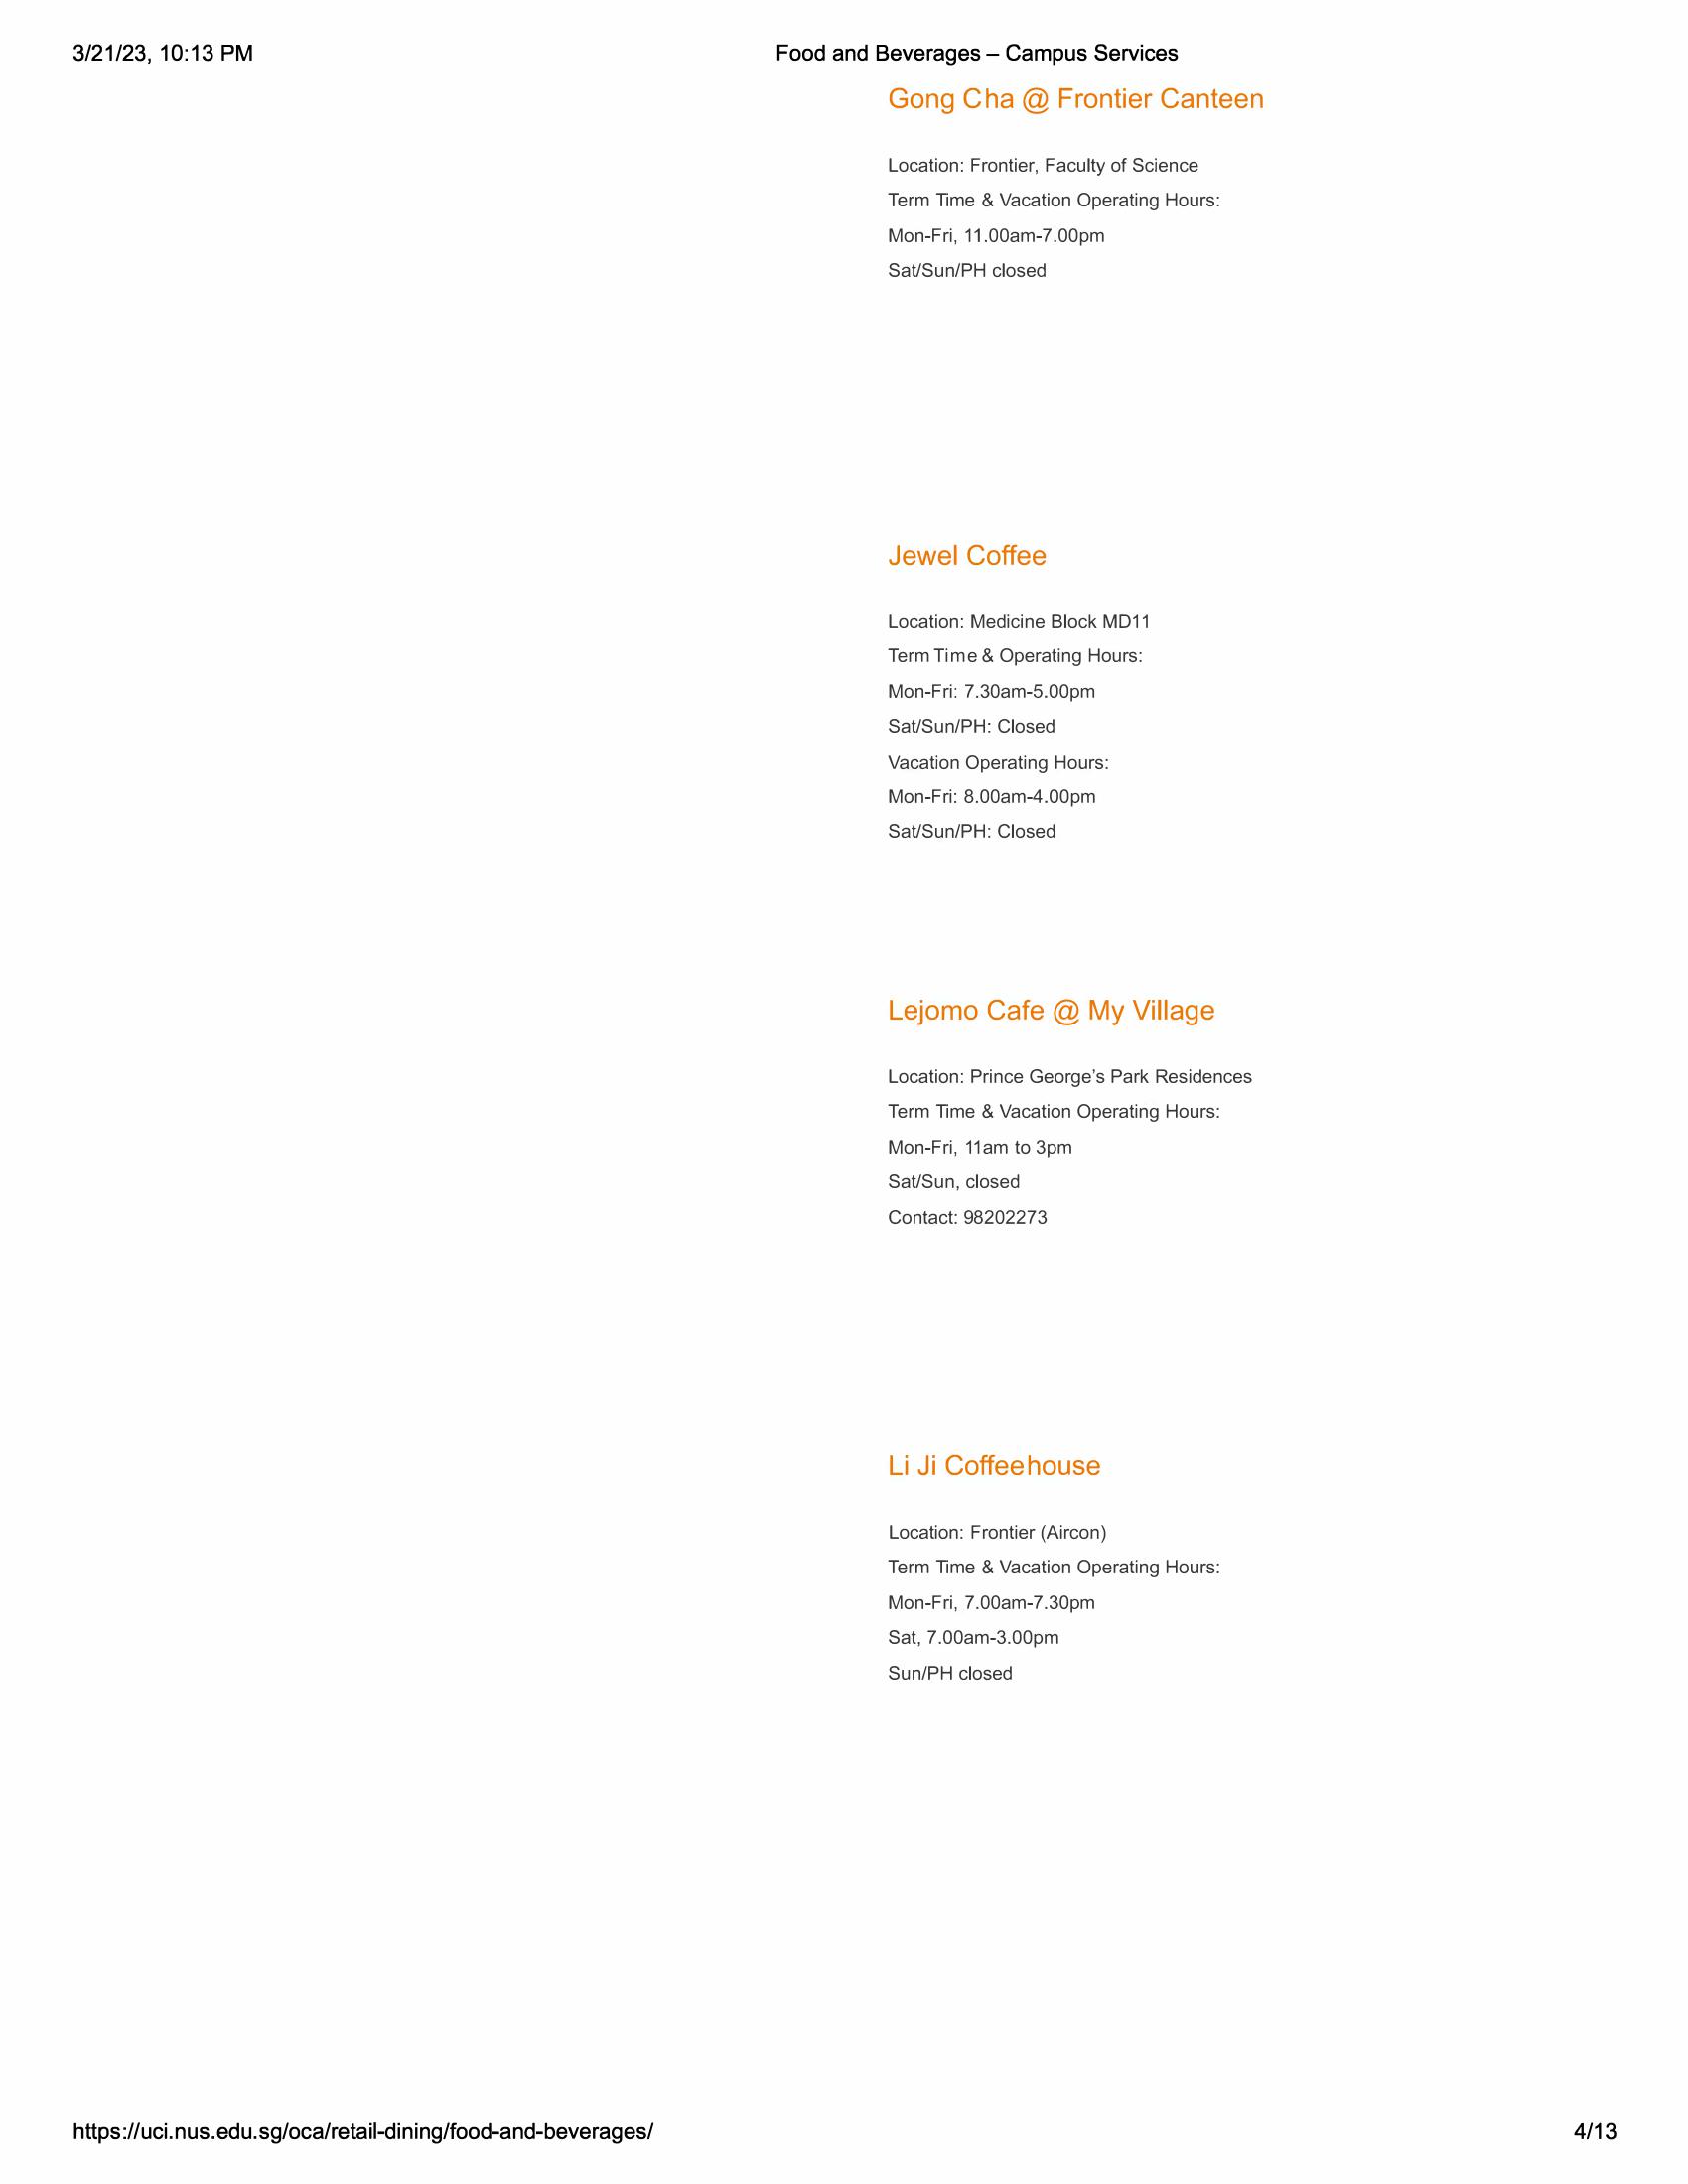 3/21/23, 10:13 PM
Food and Beverages – Campus Services
Gong Cha @ Frontier Canteen
Location: Frontier, Faculty of Science
Term Time & Vacation Operating Hours:
Mon-Fri, 11.00am-7.00pm
Sat/Sun/PH closed
Jewel Coffee
Location: Medicine Block MD11
Term Time & Operating Hours:
Mon-Fri: 7.30am-5.00pm
Sat/Sun/PH: Closed
Vacation Operating Hours:
Mon-Fri: 8.00am-4.00pm
Sat/Sun/PH: Closed
Lejomo Cafe @ My Village
Location: Prince George’s Park Residences
Term Time & Vacation Operating Hours:
Mon-Fri, 11am to 3pm
Sat/Sun, closed
Contact: 98202273
Li Ji Coffeehouse
Location: Frontier (Aircon)
Term Time & Vacation Operating Hours:
Mon-Fri, 7.00am-7.30pm
Sat, 7.00am-3.00pm
Sun/PH closed
https://uci.nus.edu.sg/oca/retail-dining/food-and-beverages/
4/13